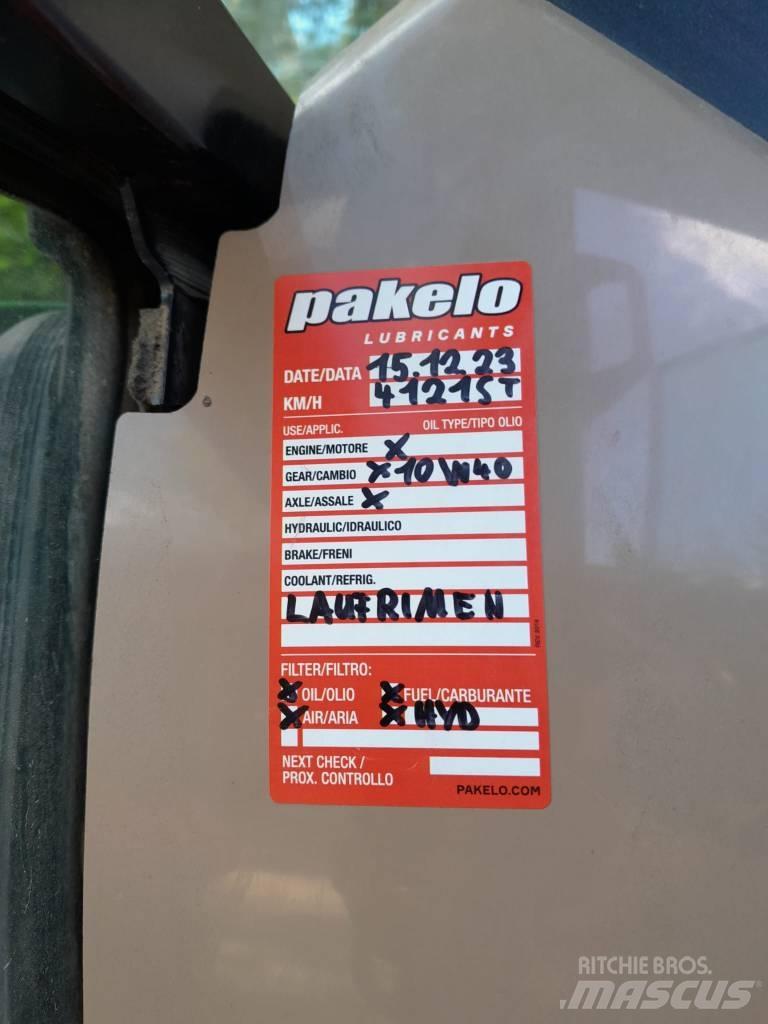 pakelo
LUBRICANTS
DATE/DATA 15.12.23
KM/H 41215T
USE/APPLIC. OIL TYPE/TIPO OLIO
ENGINE/MOTORE X
GEAR/CAMBIO X 10W40
AXLE/ASSALE X
HYDRAULIC/IDRAULICO
BRAKE/FRENI
COOLANT/REFRIG.
LAUFRIMEN
FILTER/FILTRO:
X OIL/OLIO X FUEL/CARBURANTE
X AIR/ARIA X HYD
NEXT CHECK /
PROX. CONTROLLO
PAKELO.COM
RITCHIE BROS.
MASCUS